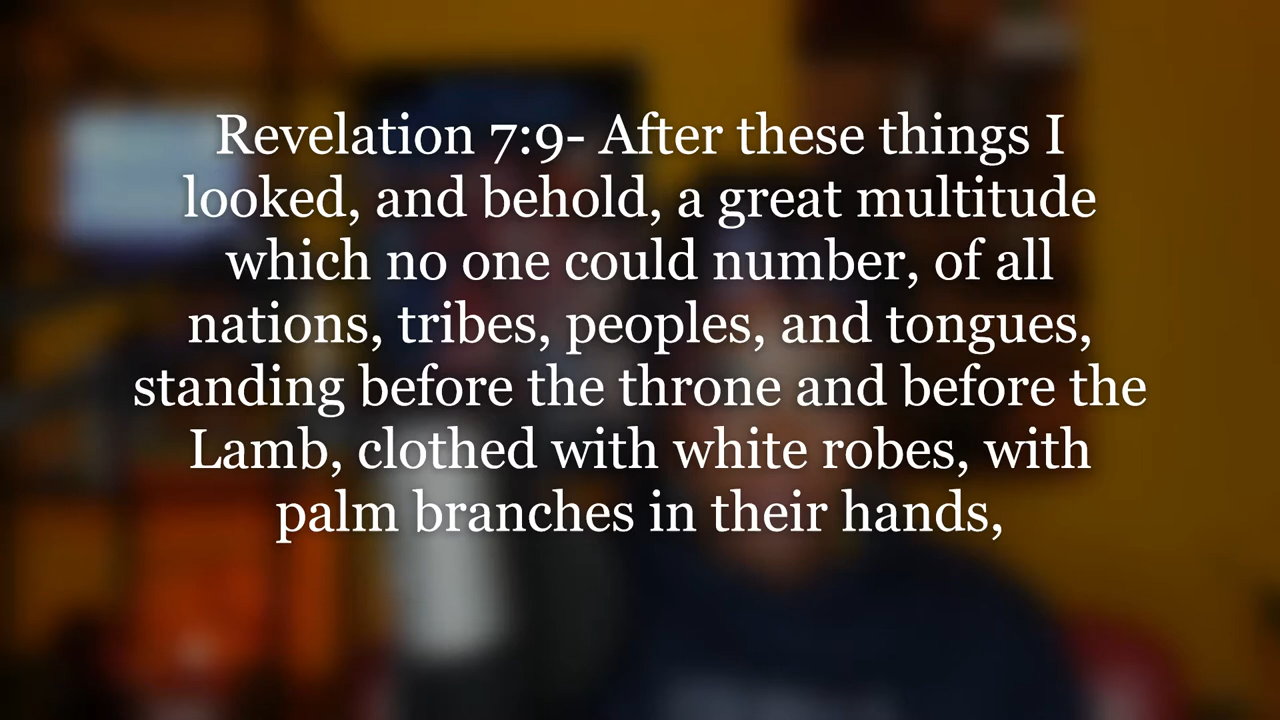 Revelation 7:9- After these things I
looked, and behold, a great multitude
which no one could number, of all
nations, tribes, peoples, and tongues,
standing before the throne and before the
Lamb, clothed with white robes, with
palm branches in their hands,